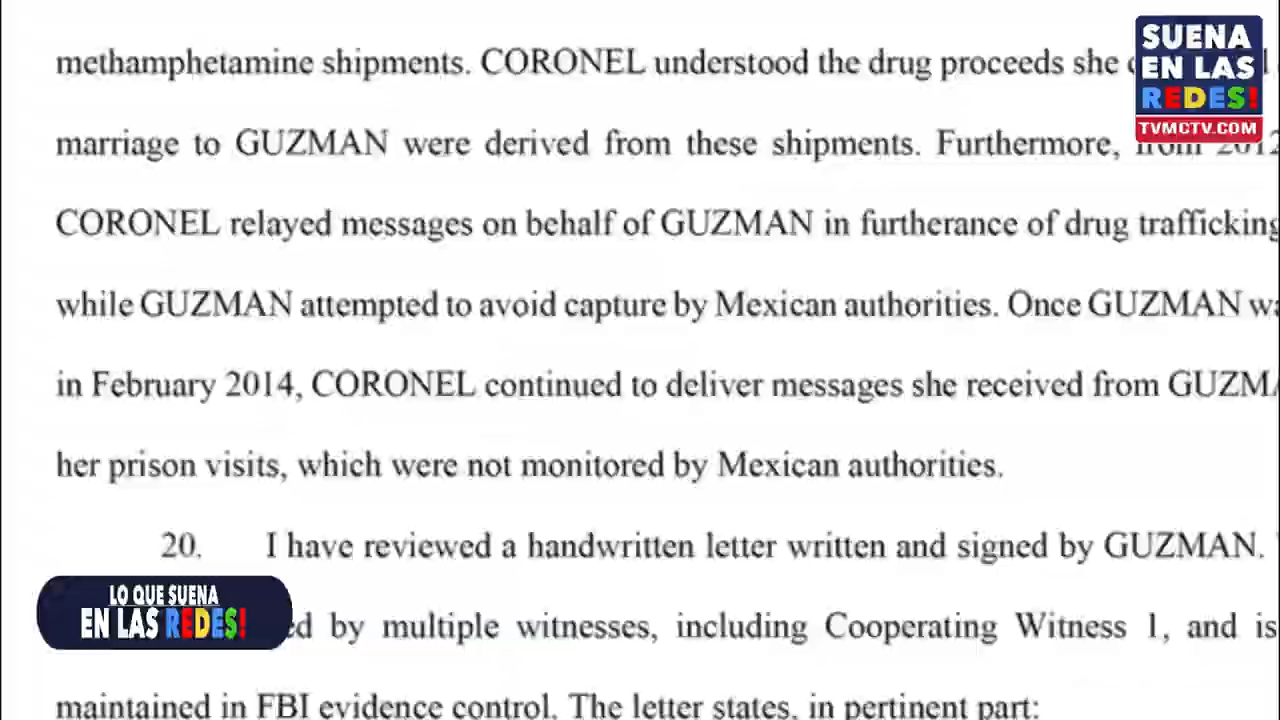 methamphetamine shipments. CORONEL understood the drug proceeds she
marriage to GUZMAN were derived from these shipments. Furthermore, from 2012
CORONEL relayed messages on behalf of GUZMAN in furtherance of drug trafficking
while GUZMAN attempted to avoid capture by Mexican authorities. Once GUZMAN
in February 2014, CORONEL continued to deliver messages she received from GUZMA
her prison visits, which were not monitored by Mexican authorities.
20. I have reviewed a handwritten letter written and signed by GUZMAN.
ed by multiple witnesses, including Cooperating Witness 1, and is
maintained in FBI evidence control. The letter states, in pertinent part:
SUENA
EN LAS
REDES!
TVMCTV.COM
LO QUE SUENA
EN LAS REDES!